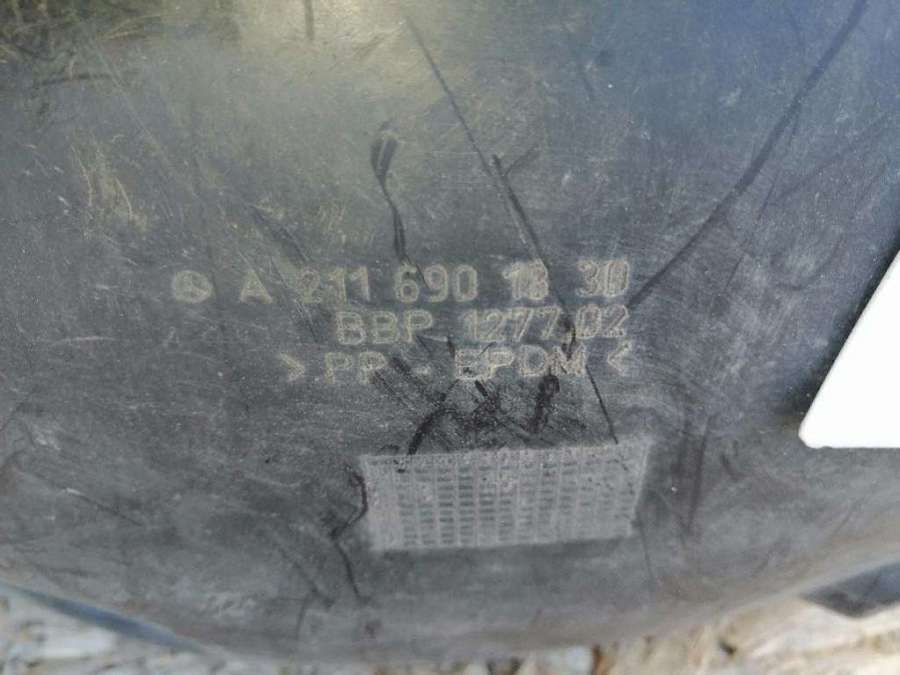 A 211 690 18 30
BBP 1277.02
> PP - EPDM <